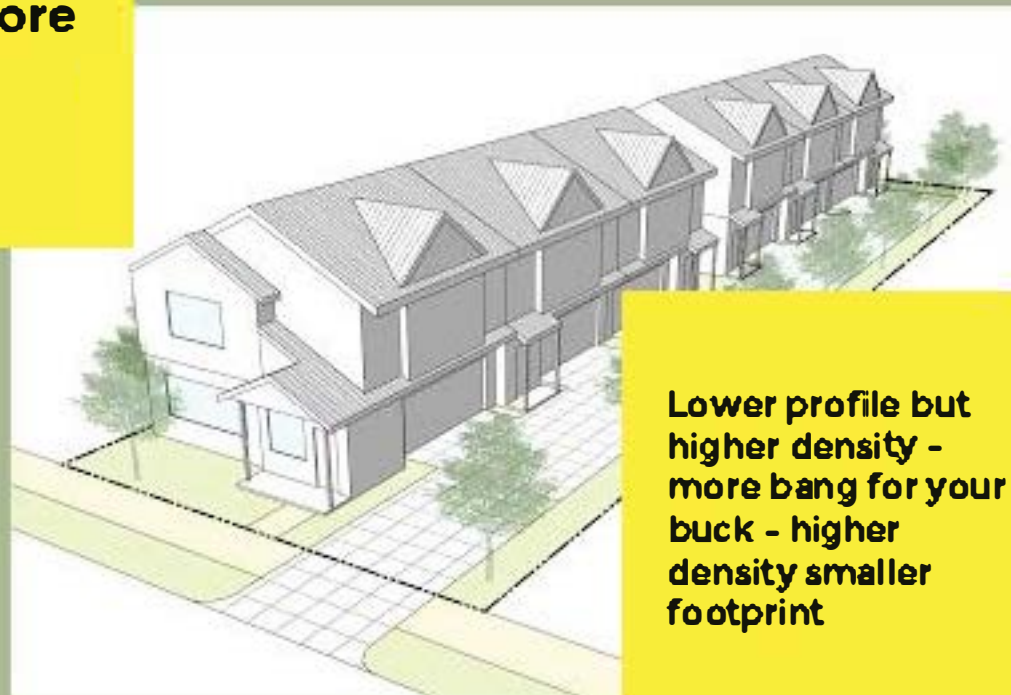 ore
Lower profile but
higher density -
more bang for your
buck - higher
density smaller
footprint